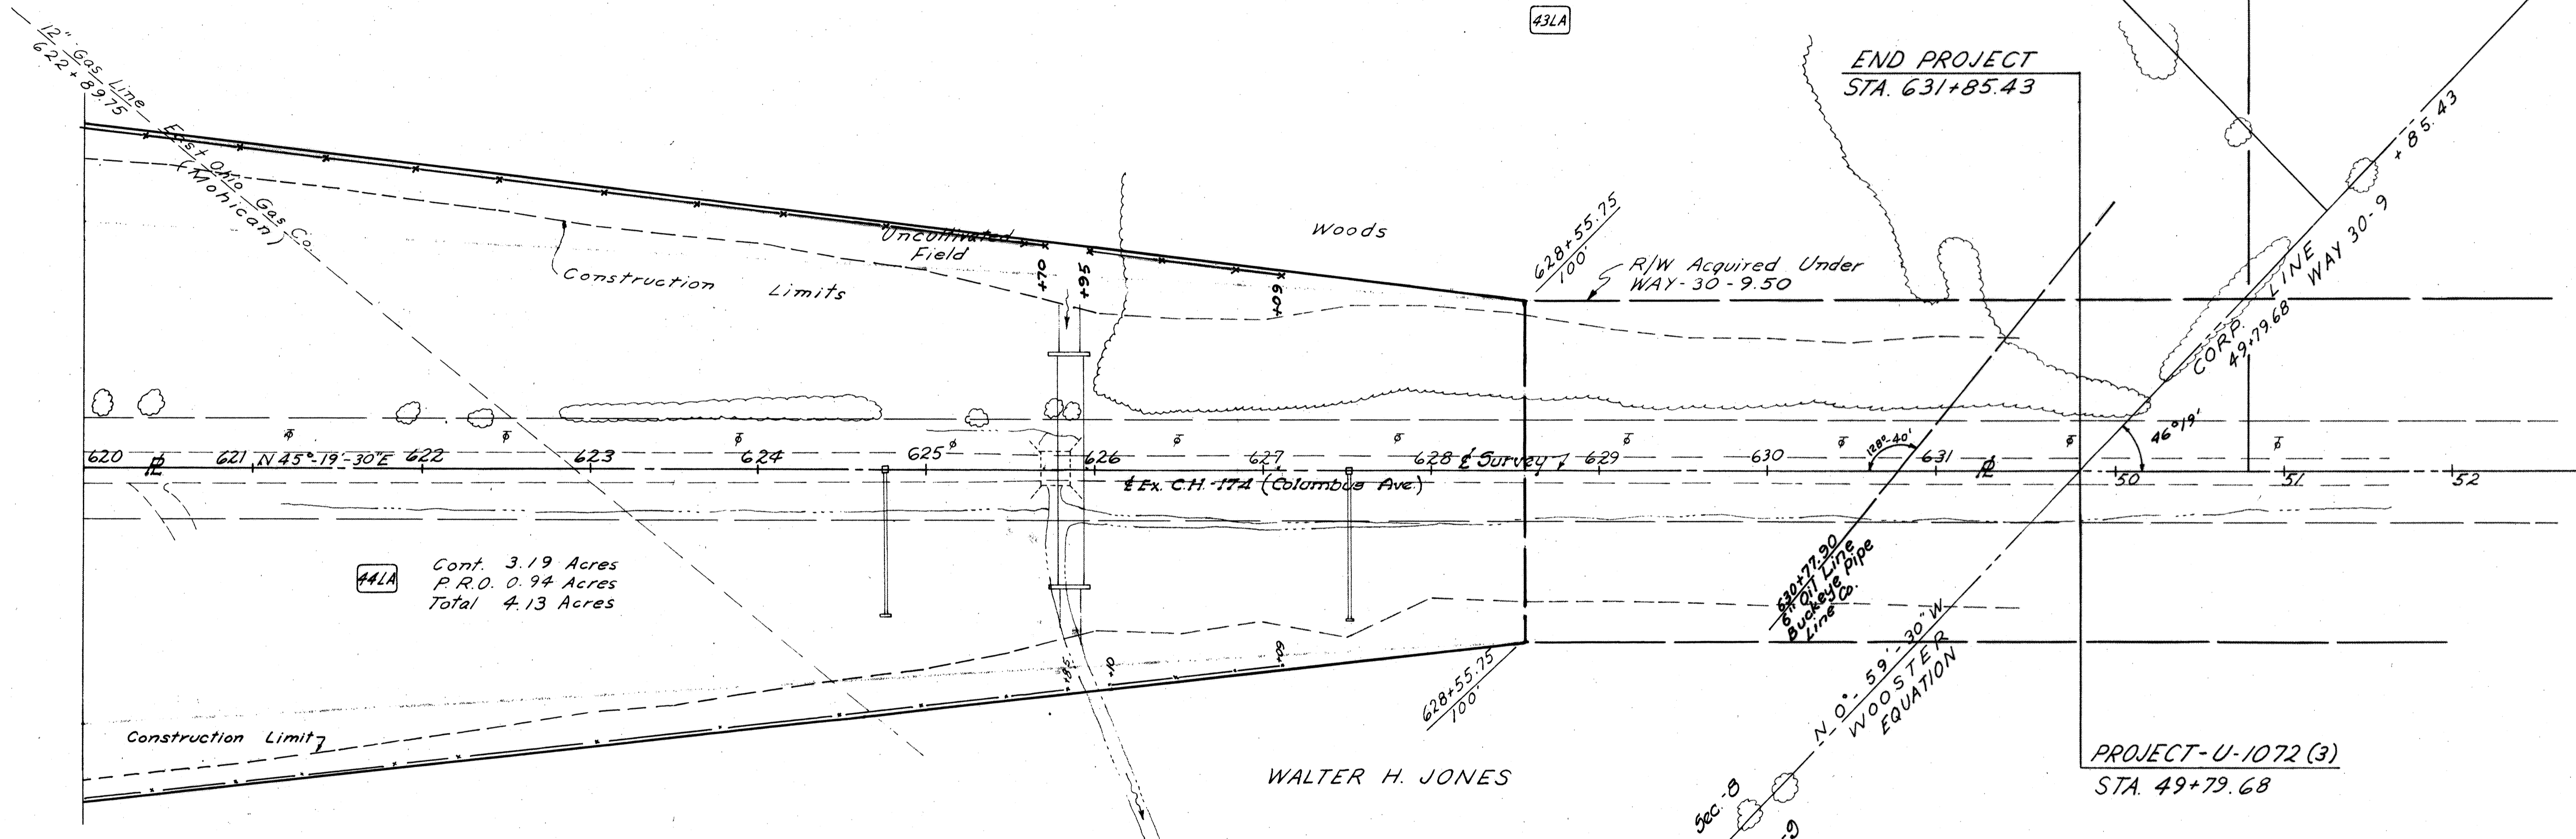 43LA
12" Gas Line
622+89.75
East Ohio Gas Co.
(Mohican)
END PROJECT
STA. 631+85.43
+85.43
WAY 30-9
CORP. LINE
49+79.68
Woods
Uncultivated
Field
Construction Limits
+70
+95
+09
628+55.75
100'
R/W Acquired Under
WAY-30-9.50
46°19'
128°-40'
620 ⅊ 621 N 45°-19'-30"E 622 623 624 625 626 627 628 ℄ Survey 629 630 631 ⅊ 50 51 52
℄ Ex. C.H.-174 (Columbus Ave.)
44LA
Cont. 3.19 Acres
P.R.O. 0.94 Acres
Total 4.13 Acres
630+77.90
6" Oil Line
Buckeye Pipe
Line Co.
N 0°-59'-30"W
WOOSTER
EQUATION
628+55.75
100'
+01
Construction Limit
WALTER H. JONES
PROJECT-U-1072(3)
STA. 49+79.68
Sec.-8
-9